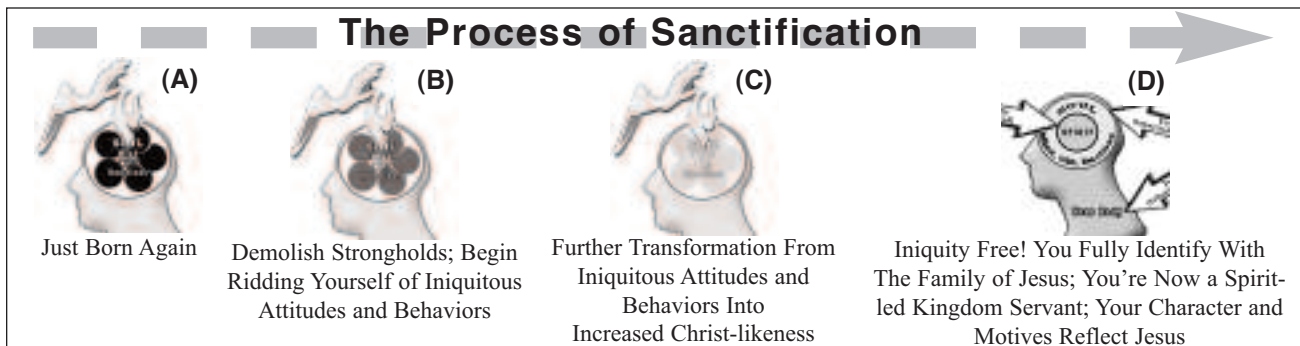 The Process of Sanctification
(A)
(B)
(C)
(D)
SPIRIT
Just Born Again
Demolish Strongholds; Begin
Ridding Yourself of Iniquitous
Attitudes and Behaviors
Further Transformation From
Iniquitous Attitudes and
Behaviors Into
Increased Christ-likeness
Iniquity Free! You Fully Identify With
The Family of Jesus; You’re Now a Spirit-
led Kingdom Servant; Your Character and
Motives Reflect Jesus